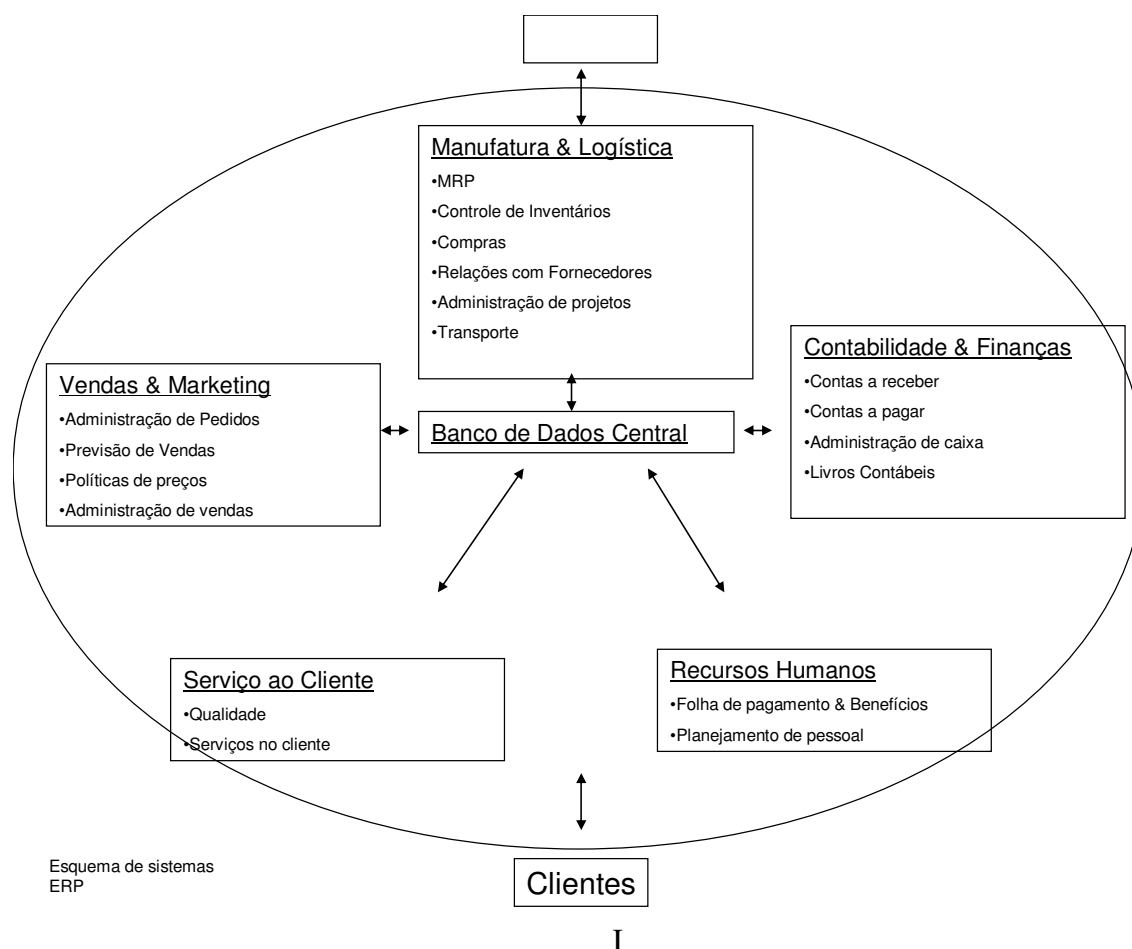 Manufatura & Logística
•MRP
•Controle de Inventários
•Compras
•Relações com Fornecedores
•Administração de projetos
•Transporte
Contabilidade & Finanças
•Contas a receber
•Contas a pagar
•Administração de caixa
•Livros Contábeis
Vendas & Marketing
•Administração de Pedidos
•Previsão de Vendas
•Políticas de preços
•Administração de vendas
Banco de Dados Central
Serviço ao Cliente
•Qualidade
•Serviços no cliente
Recursos Humanos
•Folha de pagamento & Benefícios
•Planejamento de pessoal
Esquema de sistemas
ERP
Clientes